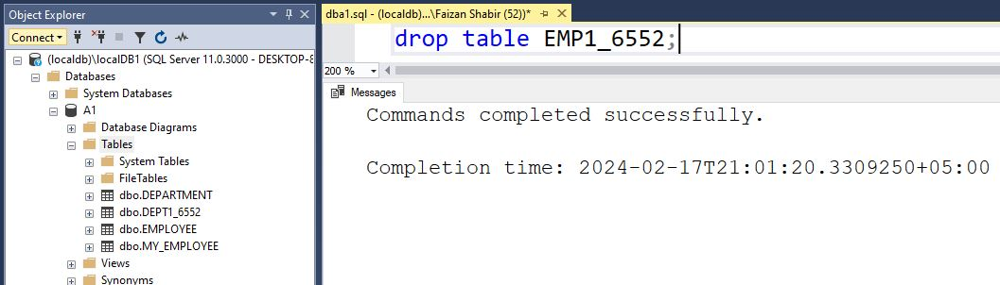 Object Explorer
Connect
(localdb)\localDB1 (SQL Server 11.0.3000 - DESKTOP-8
Databases
System Databases
A1
Database Diagrams
Tables
System Tables
FileTables
dbo.DEPARTMENT
dbo.DEPT1_6552
dbo.EMPLOYEE
dbo.MY_EMPLOYEE
Views
Synonyms
dba1.sql - (localdb)...\Faizan Shabir (52))*
drop table EMP1_6552;
200 %
Messages
Commands completed successfully.
Completion time: 2024-02-17T21:01:20.3309250+05:00